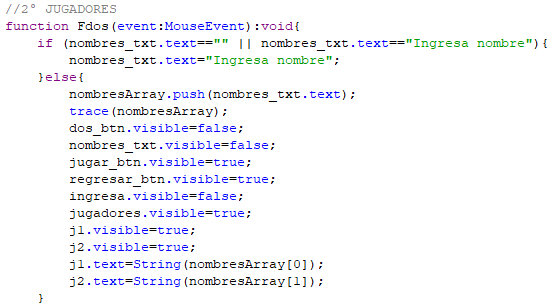 //2° JUGADORES
function Fdos(event:MouseEvent):void{
    if (nombres_txt.text=="" || nombres_txt.text=="Ingresa nombre"){
        nombres_txt.text="Ingresa nombre";
    }else{
        nombresArray.push(nombres_txt.text);
        trace(nombresArray);
        dos_btn.visible=false;
        nombres_txt.visible=false;
        jugar_btn.visible=true;
        regresar_btn.visible=true;
        ingresa.visible=false;
        jugadores.visible=true;
        j1.visible=true;
        j2.visible=true;
        j1.text=String(nombresArray[0]);
        j2.text=String(nombresArray[1]);
    }